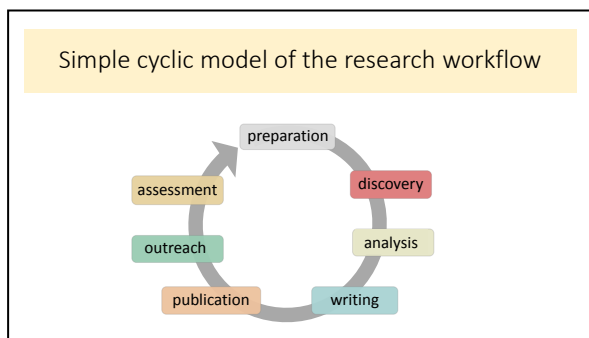 Simple cyclic model of the research workflow
preparation
discovery
analysis
writing
publication
outreach
assessment